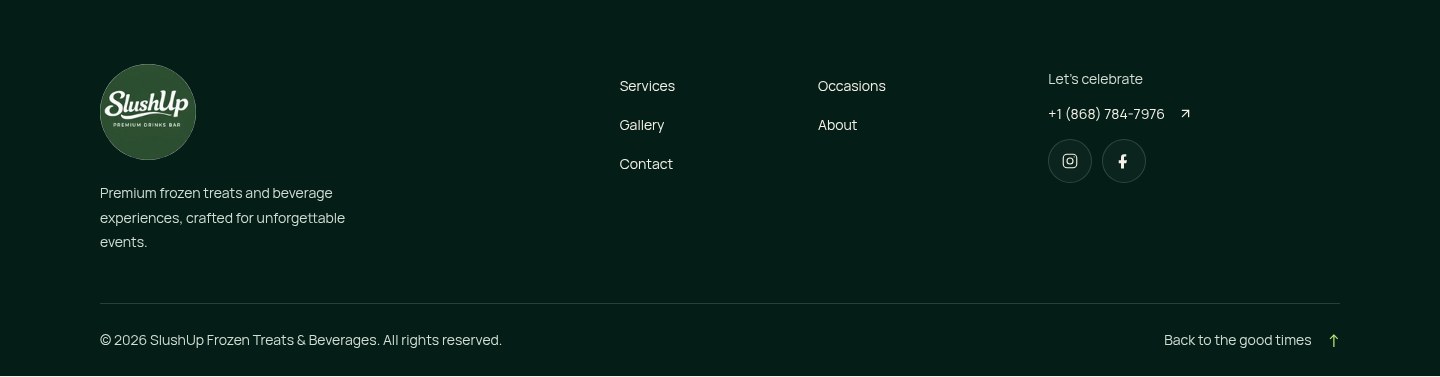 SlushUp
PREMIUM DRINKS BAR
Premium frozen treats and beverage
experiences, crafted for unforgettable
events.
Services
Gallery
Contact
Occasions
About
Let's celebrate
+1 (868) 784-7976
© 2026 SlushUp Frozen Treats & Beverages. All rights reserved.
Back to the good times